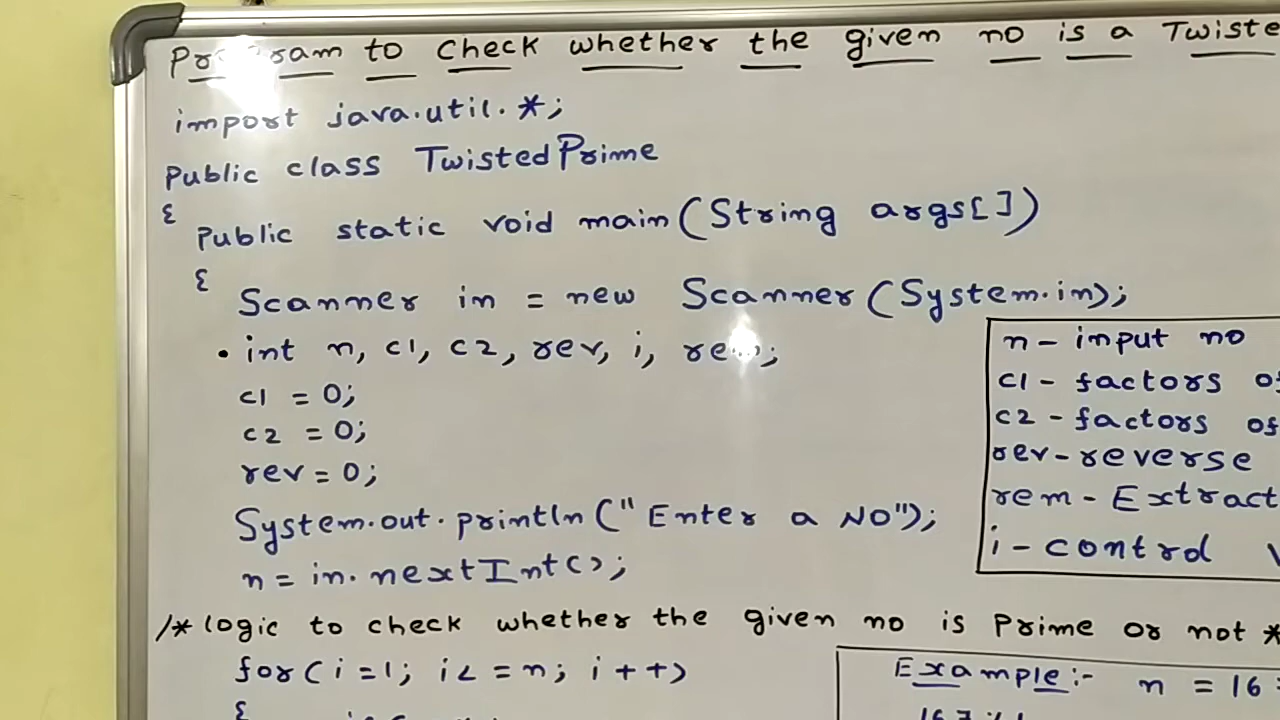 Program to Check whether the given no is a Twiste
import java.util.*;
Public class TwistedPrime
{
Public static void main(String args[])
{
Scanner in = new Scanner(System.in);
int n, c1, c2, rev, i, rem;
c1 = 0;
c2 = 0;
rev = 0;
System.out.println("Enter a NO");
n = in.nextInt();
n - input no
c1 - factors of
c2 - factors of
rev - reverse
rem - Extract
i - control
/* logic to check whether the given no is Prime or not *
for(i=1; i<=n; i++)
{
Example:- n = 16